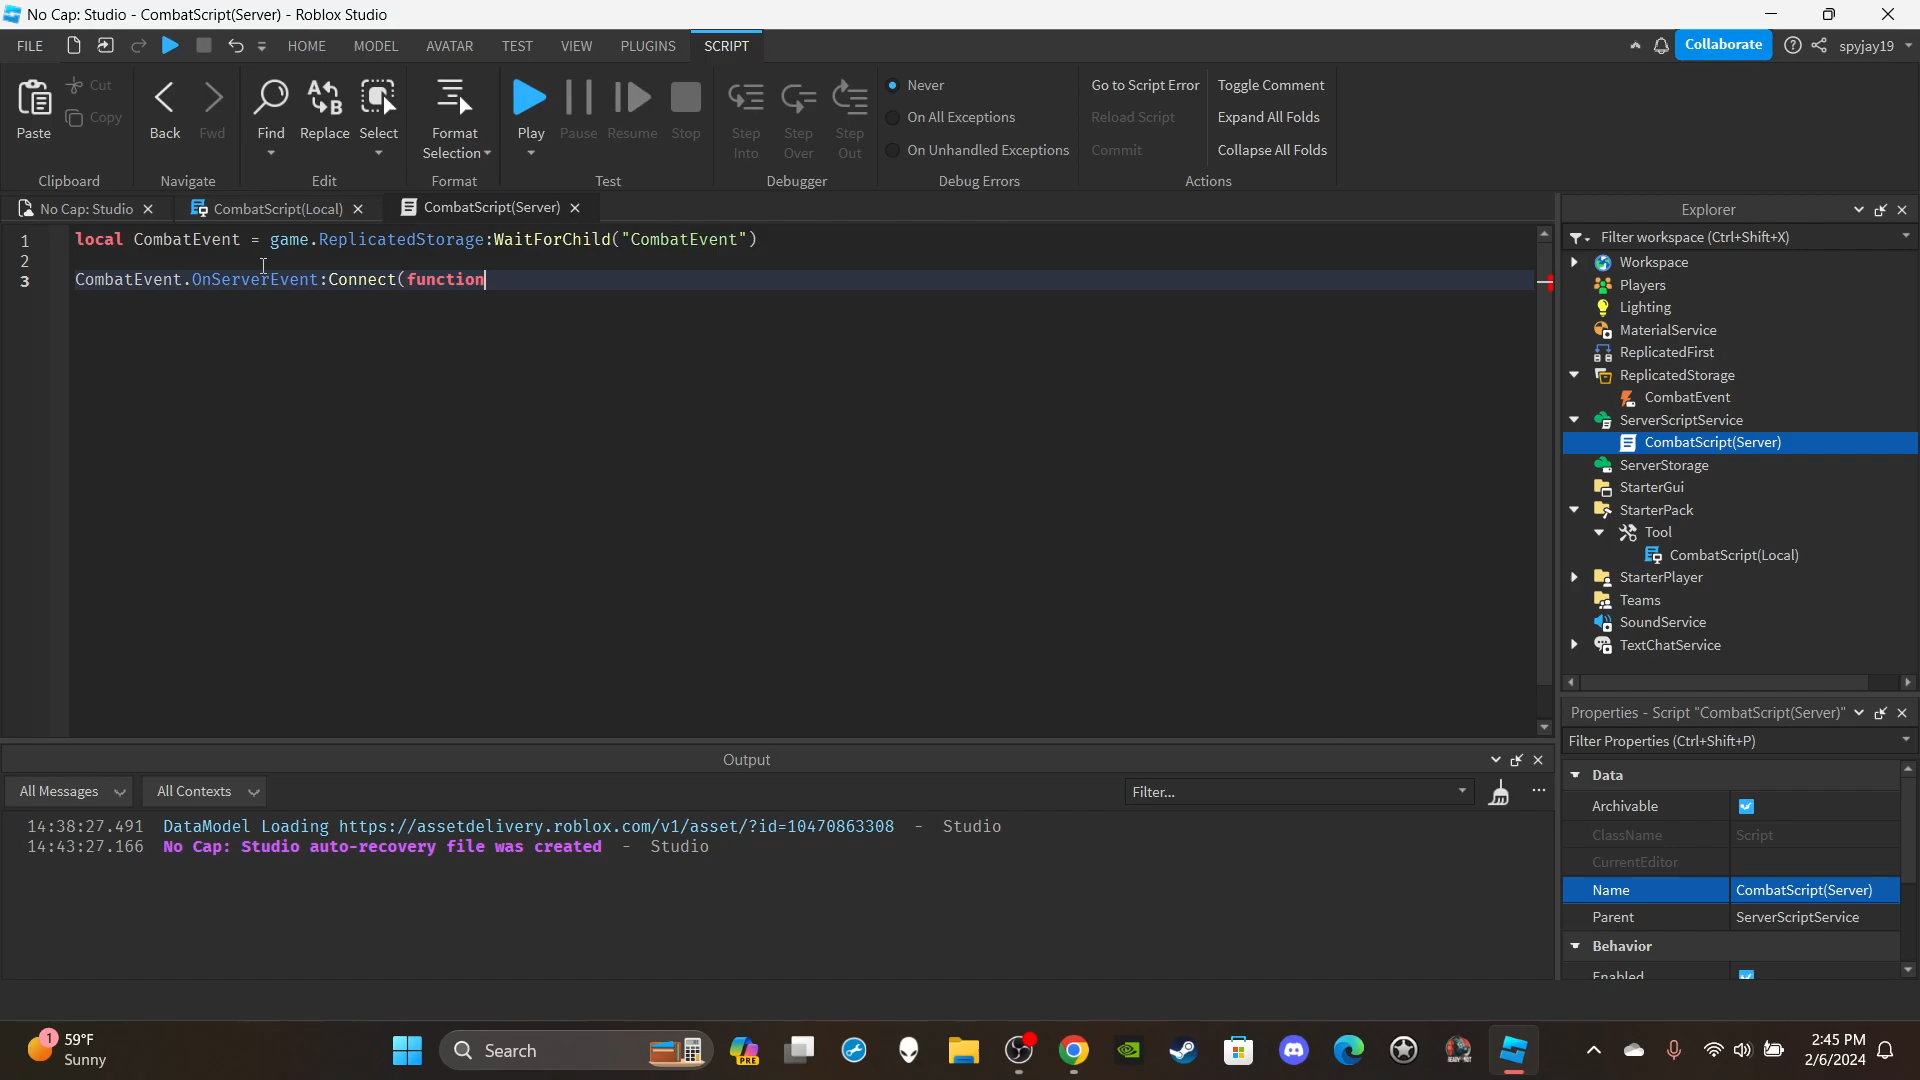 No Cap: Studio - CombatScript(Server) - Roblox Studio
FILE HOME MODEL AVATAR TEST VIEW PLUGINS SCRIPT Collaborate spyjay19
Paste Cut Copy
Back Fwd
Find Replace Select
Format Selection
Play Pause Resume Stop
Step Into Step Over Step Out
Never
On All Exceptions
On Unhandled Exceptions
Go to Script Error
Reload Script
Commit
Toggle Comment
Expand All Folds
Collapse All Folds
Clipboard Navigate Edit Format Test Debugger Debug Errors Actions
No Cap: Studio CombatScript(Local) CombatScript(Server)
1 local CombatEvent = game.ReplicatedStorage:WaitForChild("CombatEvent")
2
3 CombatEvent.OnServerEvent:Connect(function
Explorer
Filter workspace (Ctrl+Shift+X)
Workspace
Players
Lighting
MaterialService
ReplicatedFirst
ReplicatedStorage
CombatEvent
ServerScriptService
CombatScript(Server)
ServerStorage
StarterGui
StarterPack
Tool
CombatScript(Local)
StarterPlayer
Teams
SoundService
TextChatService
Properties - Script "CombatScript(Server)"
Filter Properties (Ctrl+Shift+P)
Data
Archivable
ClassName Script
CurrentEditor
Name CombatScript(Server)
Parent ServerScriptService
Behavior
Enabled
Output
All Messages All Contexts Filter...
14:38:27.491 DataModel Loading https://assetdelivery.roblox.com/v1/asset/?id=10470863308 - Studio
14:43:27.166 No Cap: Studio auto-recovery file was created - Studio
1 59°F
Sunny
Search
PRE
2:45 PM
2/6/2024